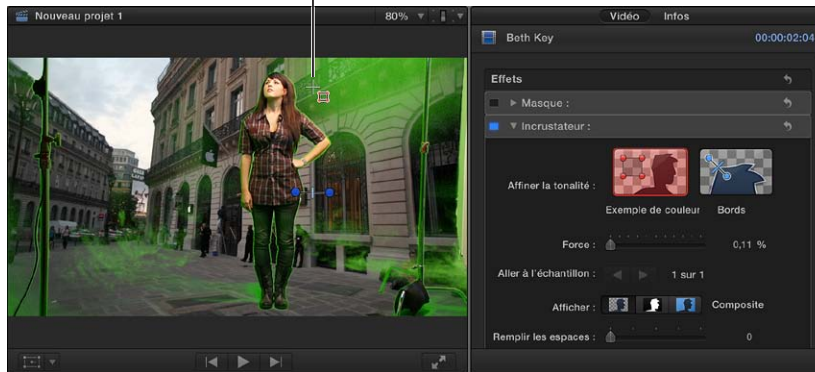 Nouveau projet 1
80%
Vidéo Infos
Beth Key 00:00:02:04
Effets
Masque :
Incrustateur :
Affiner la tonalité :
Exemple de couleur Bords
Force : 0,11 %
Aller à l'échantillon : 1 sur 1
Afficher : Composite
Remplir les espaces : 0